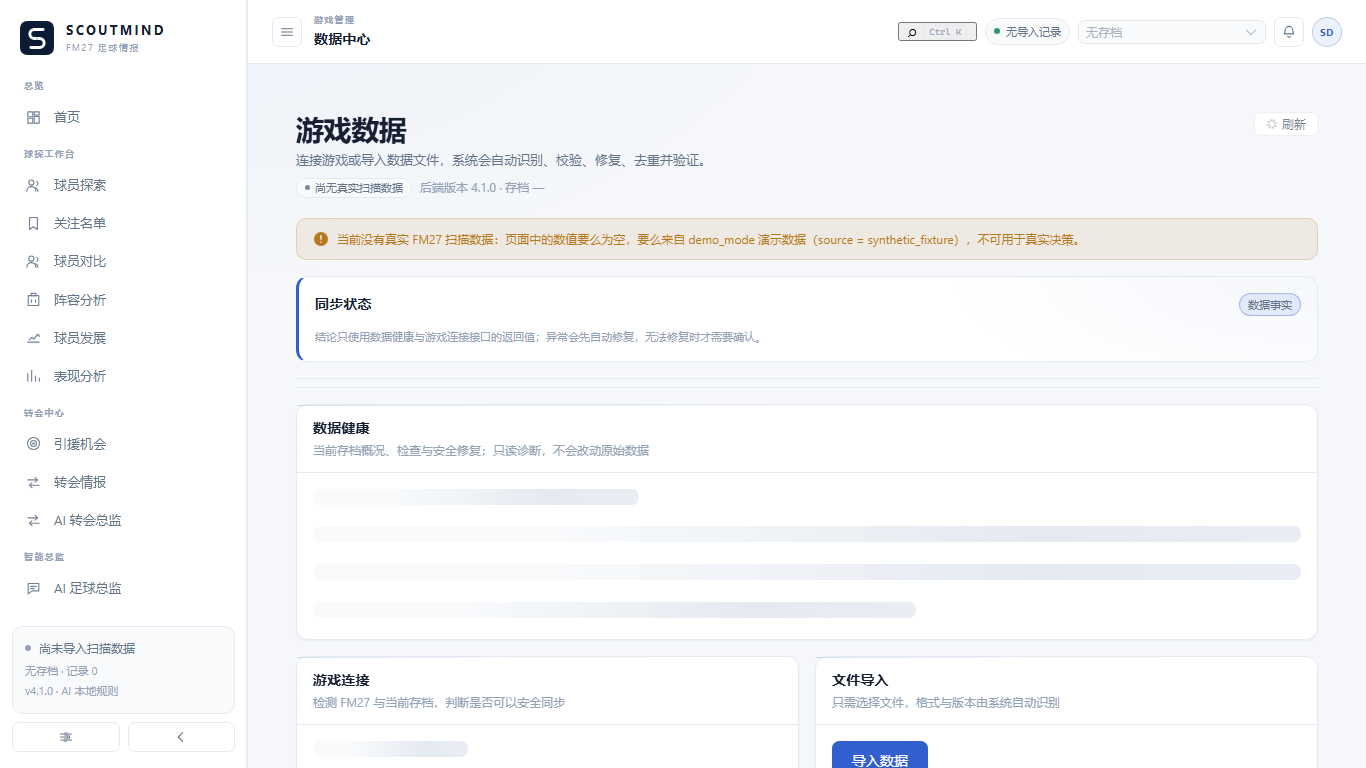 SCOUTMIND
FM27 足球情报
总览
首页
球探工作台
球员探索
关注名单
球员对比
阵容分析
球员发展
表现分析
转会中心
引援机会
转会情报
AI 转会总监
智能总监
AI 足球总监
尚未导入扫描数据
无存档 · 记录 0
v4.1.0 · AI 本地规则
游戏管理
数据中心
Ctrl K
无导入记录
无存档
SD
游戏数据
刷新
连接游戏或导入数据文件，系统会自动识别、校验、修复、去重并验证。
尚无真实扫描数据
后端版本 4.1.0 · 存档 —
当前没有真实 FM27 扫描数据：页面中的数值要么为空，要么来自 demo_mode 演示数据（source = synthetic_fixture），不可用于真实决策。
同步状态
数据事实
结论只使用数据健康与游戏连接接口的返回值；异常会先自动修复，无法修复时才需要确认。
数据健康
当前存档概况、检查与安全修复；只读诊断，不会改动原始数据
游戏连接
检测 FM27 与当前存档，判断是否可以安全同步
文件导入
只需选择文件，格式与版本由系统自动识别
导入数据